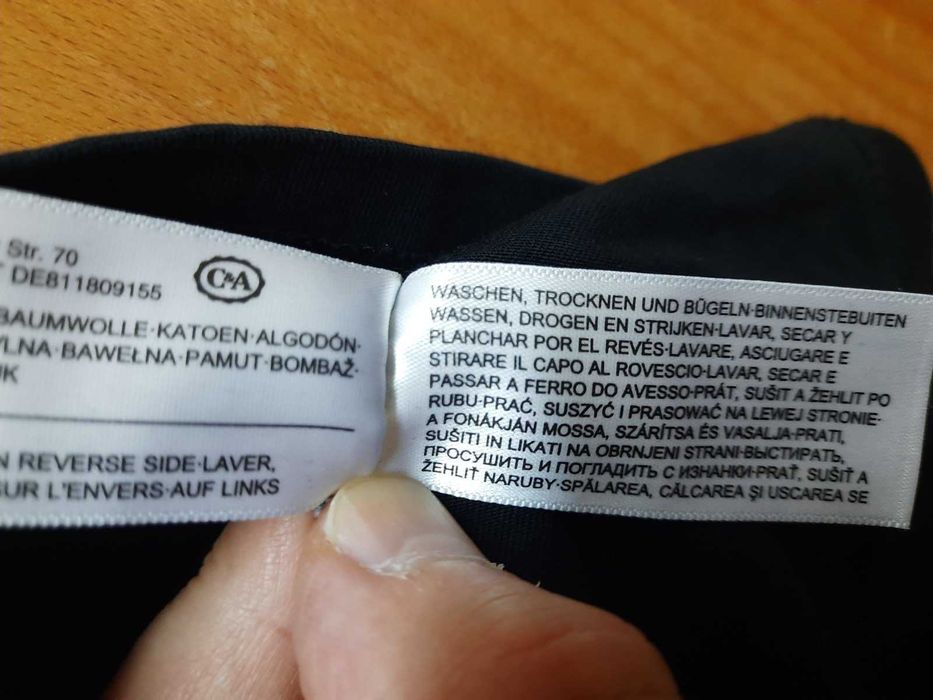 Str. 70
DE811809155
C&A
BAUMWOLLE·KATOEN·ALGODÓN·
YLNA·BAWEŁNA·PAMUT·BOMBAŽ·
UK
N REVERSE SIDE·LAVER,
SUR L'ENVERS·AUF LINKS
WASCHEN, TROCKNEN UND BÜGELN·BINNENSTEBUITEN
WASSEN, DROGEN EN STRIJKEN·LAVAR, SECAR Y
PLANCHAR POR EL REVÉS·LAVARE, ASCIUGARE E
STIRARE IL CAPO AL ROVESCIO·LAVAR, SECAR E
PASSAR A FERRO DO AVESSO·PRÁT, SUŠIT A ŽEHLIT PO
RUBU·PRAĆ, SUSZYĆ I PRASOWAĆ NA LEWEJ STRONIE·
A FONÁKJÁN MOSSA, SZÁRÍTSA ÉS VASALJA·PRATI,
SUŠITI IN LIKATI NA OBRNJENI STRANI·ВЫСТИРАТЬ,
ПРОСУШИТЬ И ПОГЛАДИТЬ С ИЗНАНКИ·PRAŤ, SUŠIŤ A
ŽEHLIŤ NARUBY·SPĂLAREA, CĂLCAREA ŞI USCAREA SE